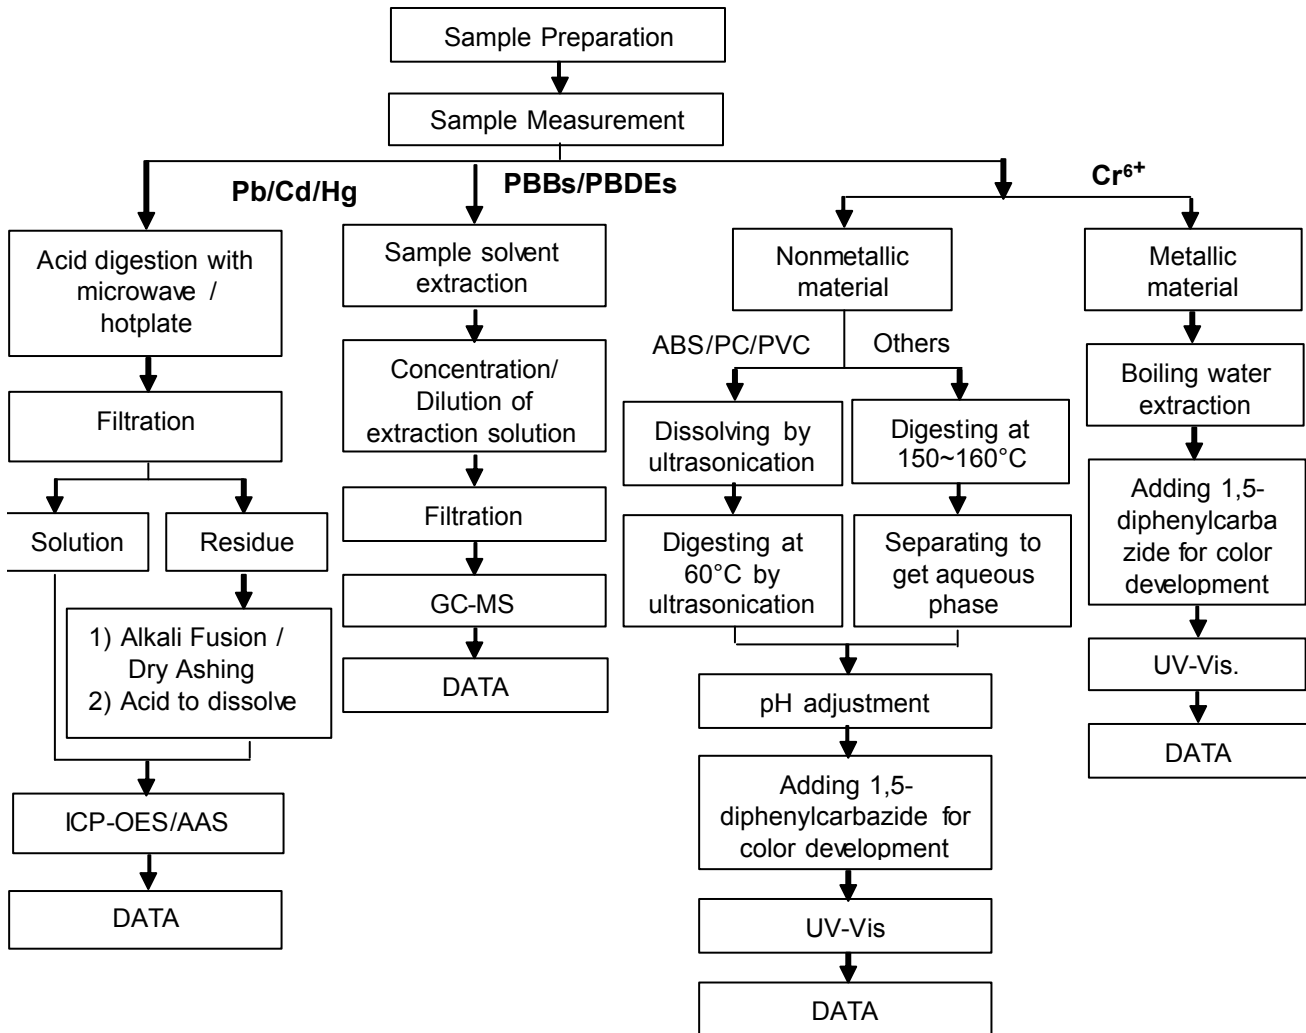 Sample Preparation
Sample Measurement
Pb/Cd/Hg
PBBs/PBDEs
Cr⁶⁺
Acid digestion with
microwave /
hotplate
Filtration
Solution
Residue
1) Alkali Fusion /
Dry Ashing
2) Acid to dissolve
ICP-OES/AAS
DATA
Sample solvent
extraction
Concentration/
Dilution of
extraction solution
Filtration
GC-MS
DATA
Nonmetallic
material
ABS/PC/PVC
Others
Dissolving by
ultrasonication
Digesting at
60°C by
ultrasonication
Digesting at
150~160°C
Separating to
get aqueous
phase
pH adjustment
Adding 1,5-
diphenylcarbazide for
color development
UV-Vis
DATA
Metallic
material
Boiling water
extraction
Adding 1,5-
diphenylcarba
zide for color
development
UV-Vis.
DATA